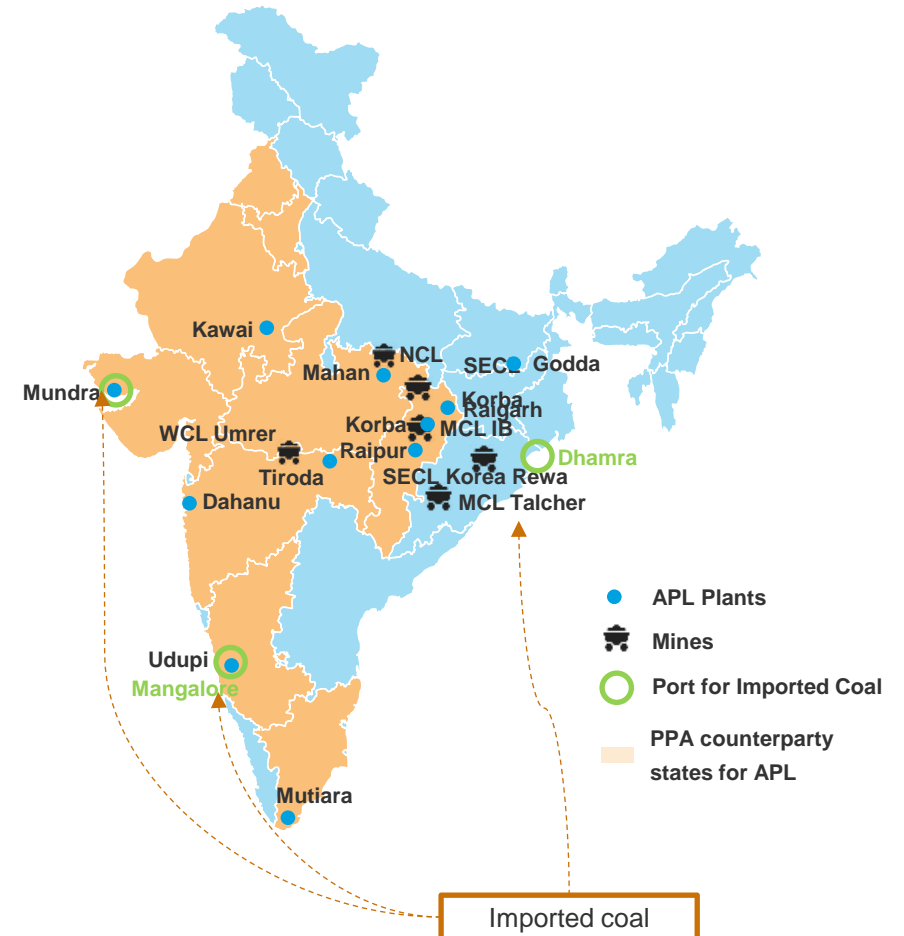 Kawai
NCL
Mahan
SECL
Godda
Mundra
Korba
Raigarh
WCL Umrer
Korba
MCL IB
Raipur
Dhamra
Tiroda
SECL Korea Rewa
Dahanu
MCL Talcher
APL Plants
Mines
Udupi
Mangalore
Port for Imported Coal
PPA counterparty
states for APL
Mutiara
Imported coal